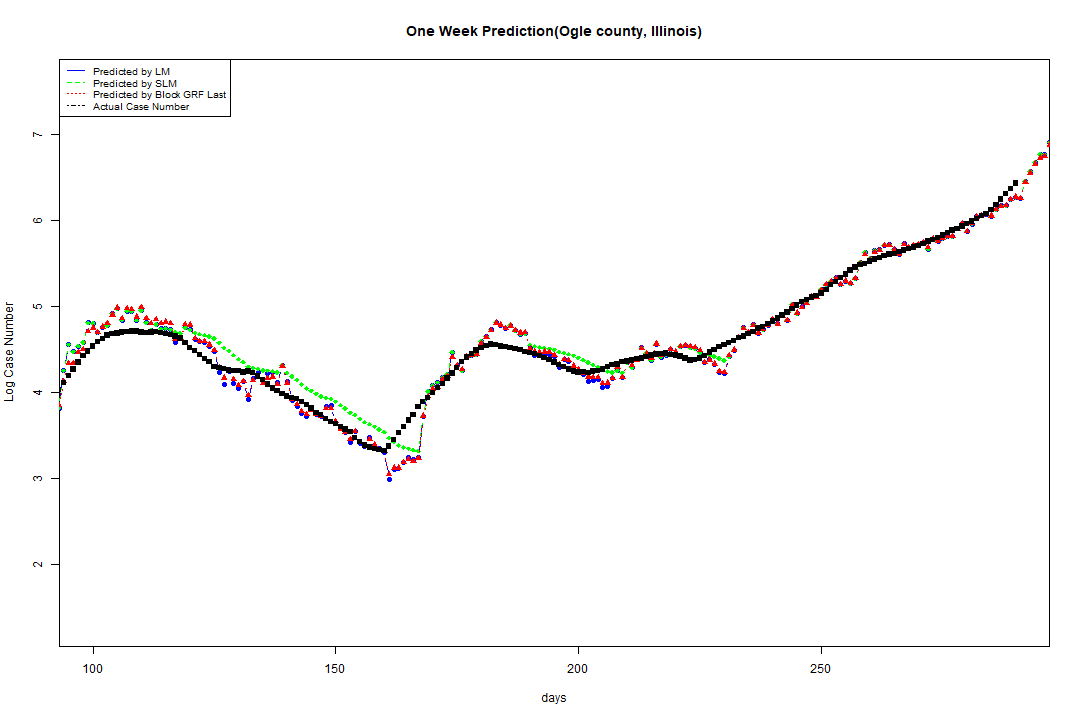 One Week Prediction(Ogle county, Illinois)
Predicted by LM
Predicted by SLM
Predicted by Block GRF Last
Actual Case Number
7
6
5
4
3
2
Log Case Number
100 150 200 250
days